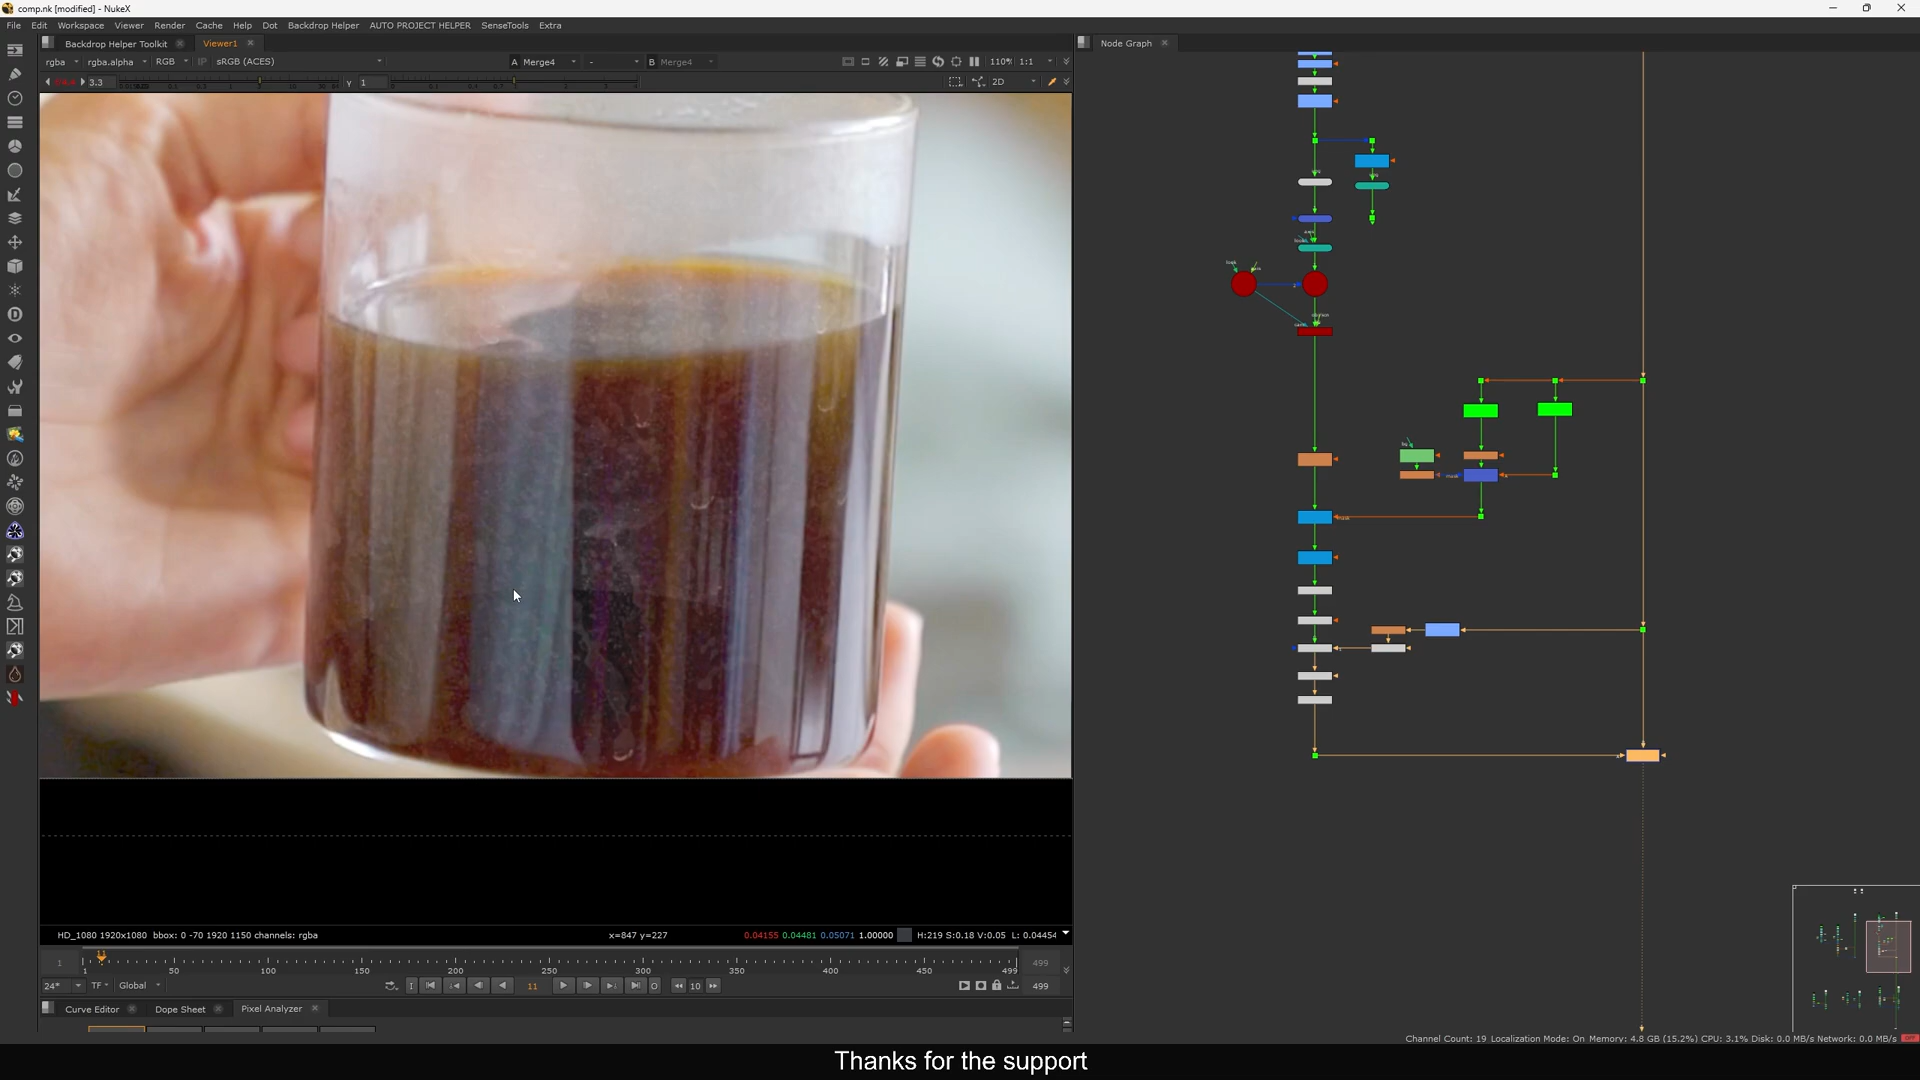 comp.nk [modified] - NukeX
File Edit Workspace Viewer Render Cache Help Dot Backdrop Helper AUTO PROJECT HELPER SenseTools Extra
Backdrop Helper Toolkit Viewer1 Node Graph
rgba rgba.alpha RGB IP sRGB (ACES) A Merge4 - B Merge4 110% 1:1
3.3 γ 1 2D
HD_1080 1920x1080 bbox: 0 -70 1920 1150 channels: rgba x=847 y=227 0.04155 0.04481 0.05071 1.00000 H:219 S:0.18 V:0.05 L: 0.04454
1 1 50 100 150 200 250 300 350 400 450 499 499
24* TF Global I 11 O 10 499
Curve Editor Dope Sheet Pixel Analyzer
Channel Count: 19 Localization Mode: On Memory: 4.8 GB (15.2%) CPU: 3.1% Disk: 0.0 MB/s Network: 0.0 MB/s
Thanks for the support